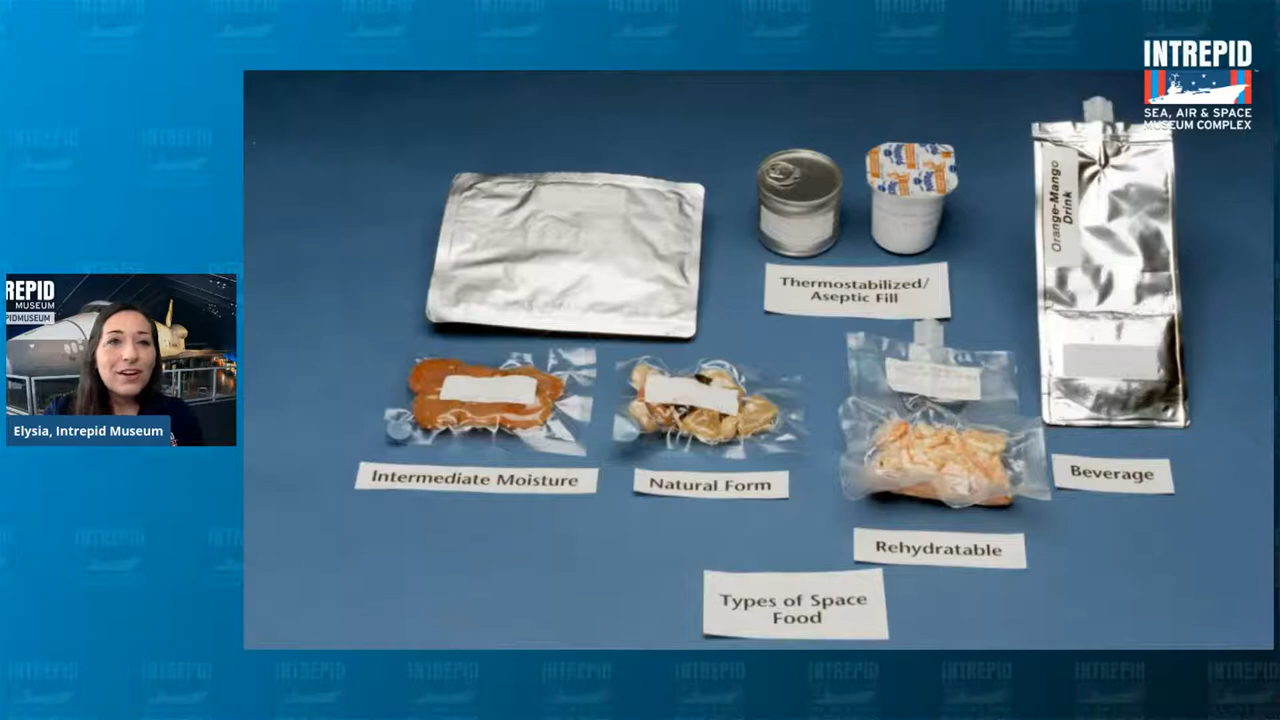 INTREPID
SEA, AIR & SPACE
MUSEUM COMPLEX
Orange-Mango
Drink
Thermostabilized/
Aseptic Fill
REPID
MUSEUM
PIDMUSEUM
Elysia, Intrepid Museum
Intermediate Moisture
Natural Form
Beverage
Rehydratable
Types of Space
Food